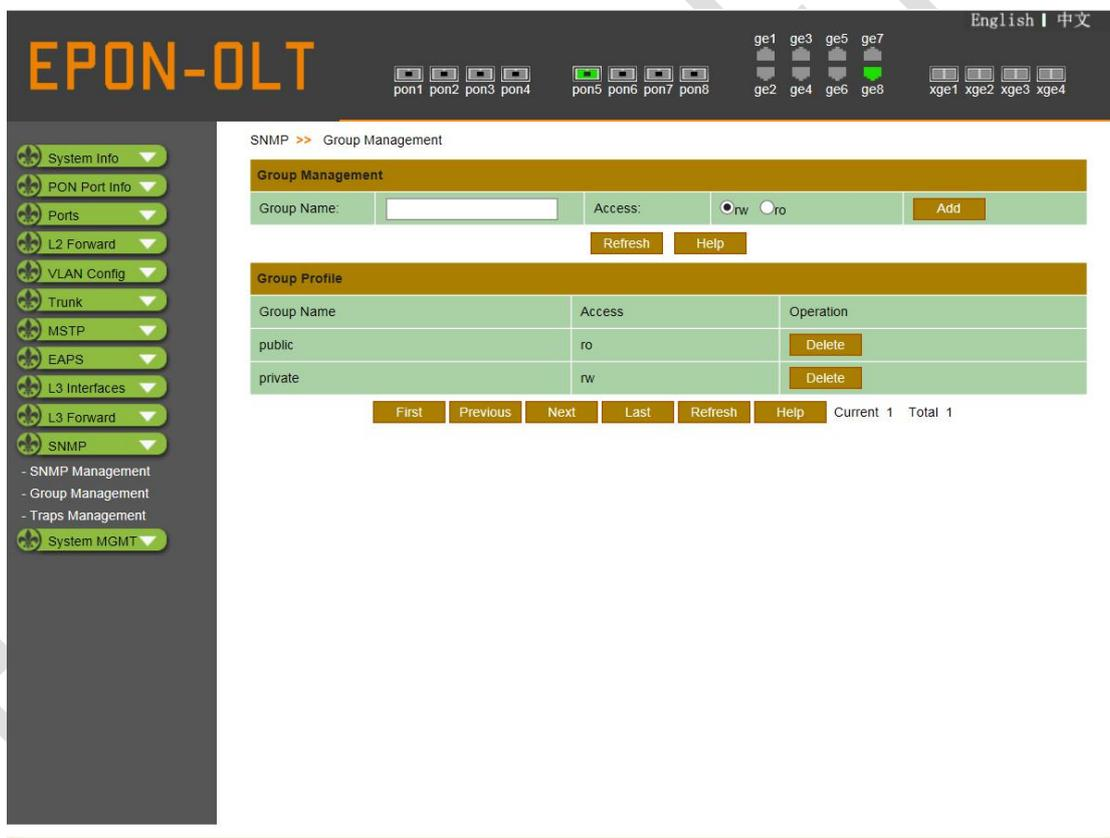 English | 中文
EPON-OLT
ge1 ge3 ge5 ge7
pon1 pon2 pon3 pon4 pon5 pon6 pon7 pon8 ge2 ge4 ge6 ge8 xge1 xge2 xge3 xge4
System Info
PON Port Info
Ports
L2 Forward
VLAN Config
Trunk
MSTP
EAPS
L3 Interfaces
L3 Forward
SNMP
- SNMP Management
- Group Management
- Traps Management
System MGMT
SNMP >> Group Management
Group Management
Group Name: Access: rw ro Add
Refresh Help
Group Profile
Group Name Access Operation
public ro Delete
private rw Delete
First Previous Next Last Refresh Help Current 1 Total 1